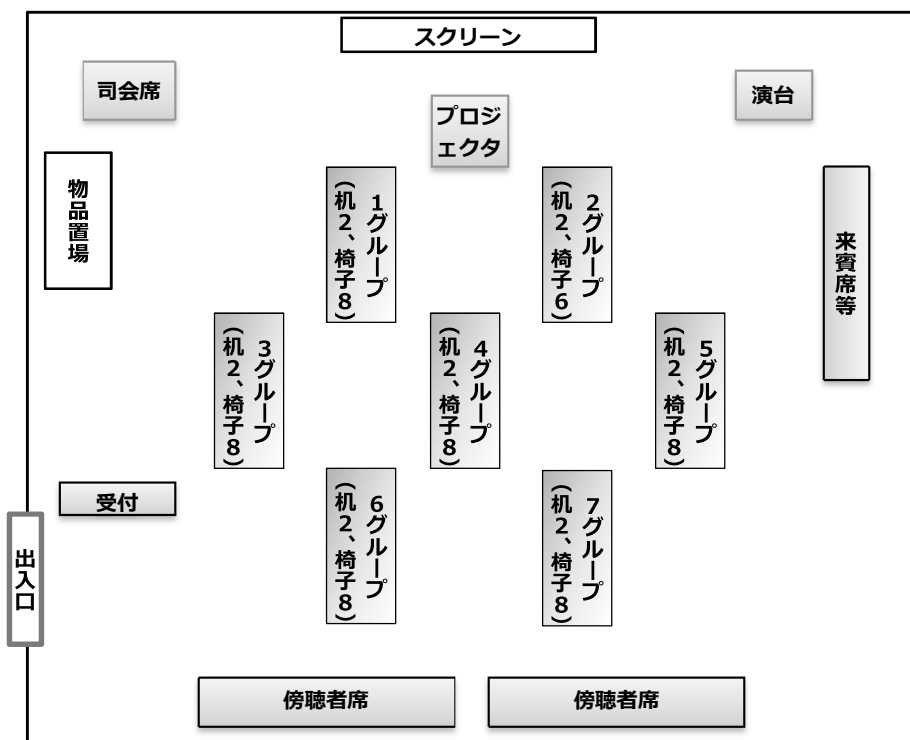 スクリーン
司会席
演台
プロジ
ェクタ
物品置場
1グループ
(机2、椅子8)
2グループ
(机2、椅子6)
来賓席等
3グループ
(机2、椅子8)
4グループ
(机2、椅子8)
5グループ
(机2、椅子8)
受付
6グループ
(机2、椅子8)
7グループ
(机2、椅子8)
出入口
傍聴者席
傍聴者席